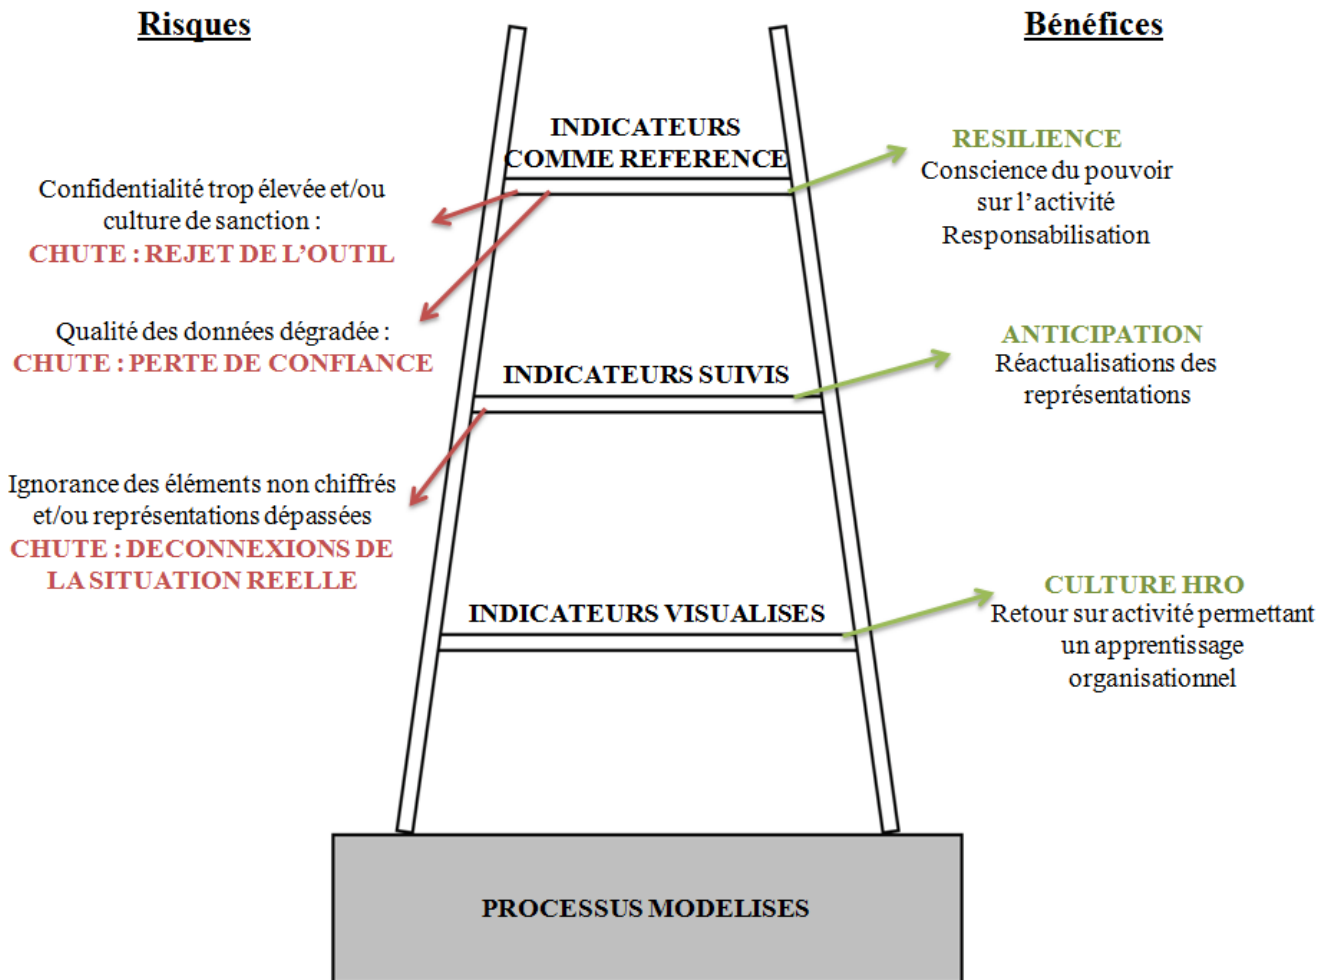 Risques
Bénéfices
INDICATEURS
COMME REFERENCE
RESILIENCE
Conscience du pouvoir
sur l’activité
Responsabilisation
Confidentialité trop élevée et/ou
culture de sanction :
CHUTE : REJET DE L’OUTIL
Qualité des données dégradée :
CHUTE : PERTE DE CONFIANCE
INDICATEURS SUIVIS
ANTICIPATION
Réactualisations des
représentations
Ignorance des éléments non chiffrés
et/ou représentations dépassées
CHUTE : DECONNEXIONS DE
LA SITUATION REELLE
INDICATEURS VISUALISES
CULTURE HRO
Retour sur activité permettant
un apprentissage
organisationnel
PROCESSUS MODELISES